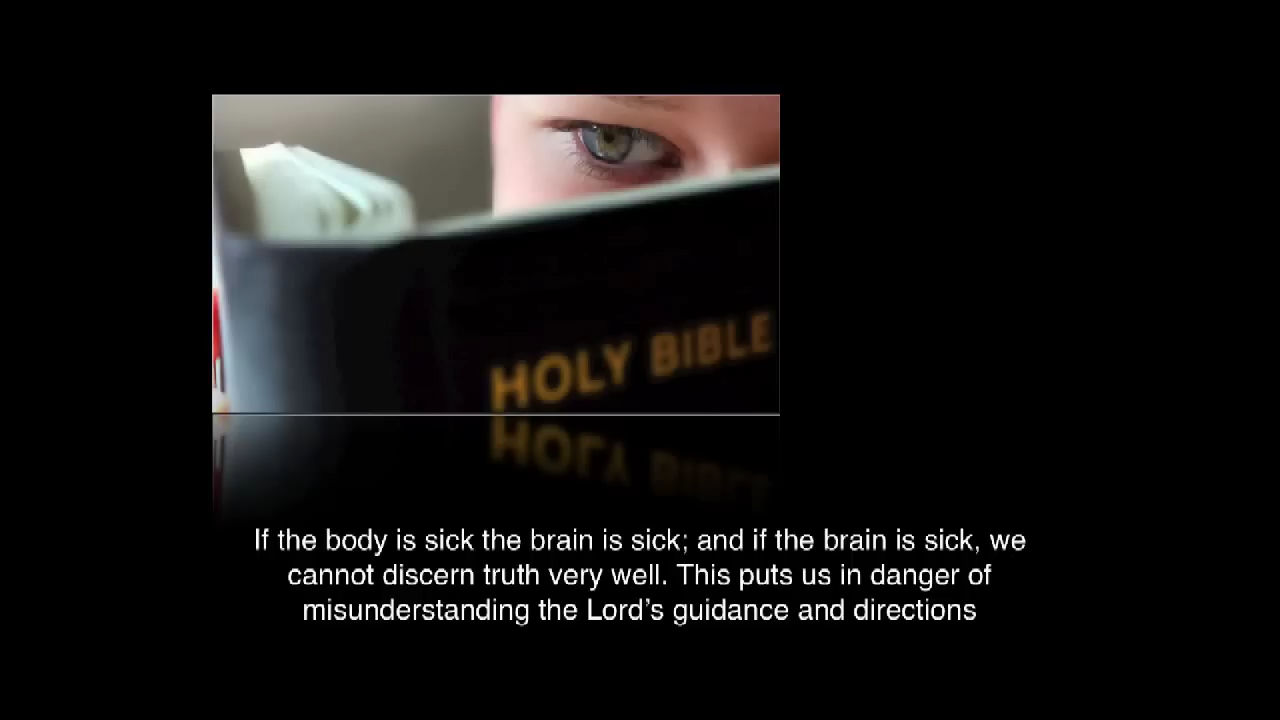 HOLY BIBLE
If the body is sick the brain is sick; and if the brain is sick, we
cannot discern truth very well. This puts us in danger of
misunderstanding the Lord’s guidance and directions